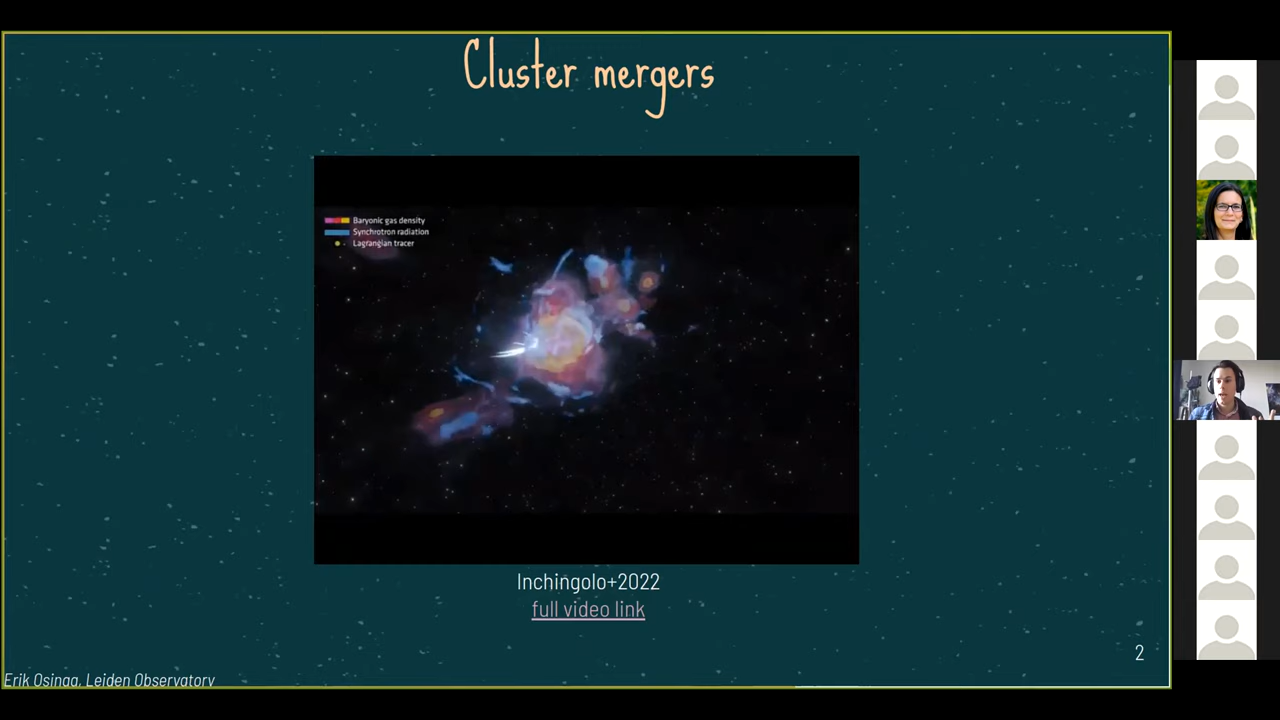 Cluster mergers
Baryonic gas density
Synchrotron radiation
Lagrangian tracer
Inchingolo+2022
full video link
2
Erik Osinga, Leiden Observatory